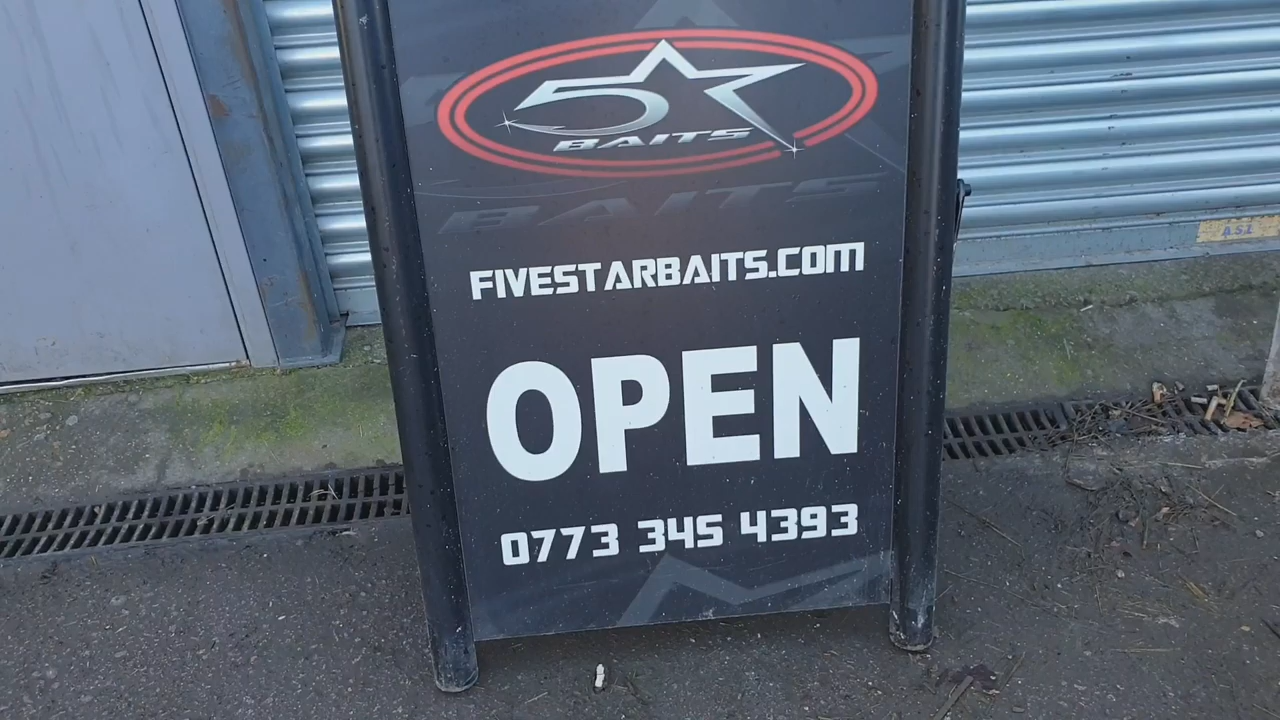 5
BAITS
BAITS
FIVESTARBAITS.COM
OPEN
0773 345 4393
A.S.I.